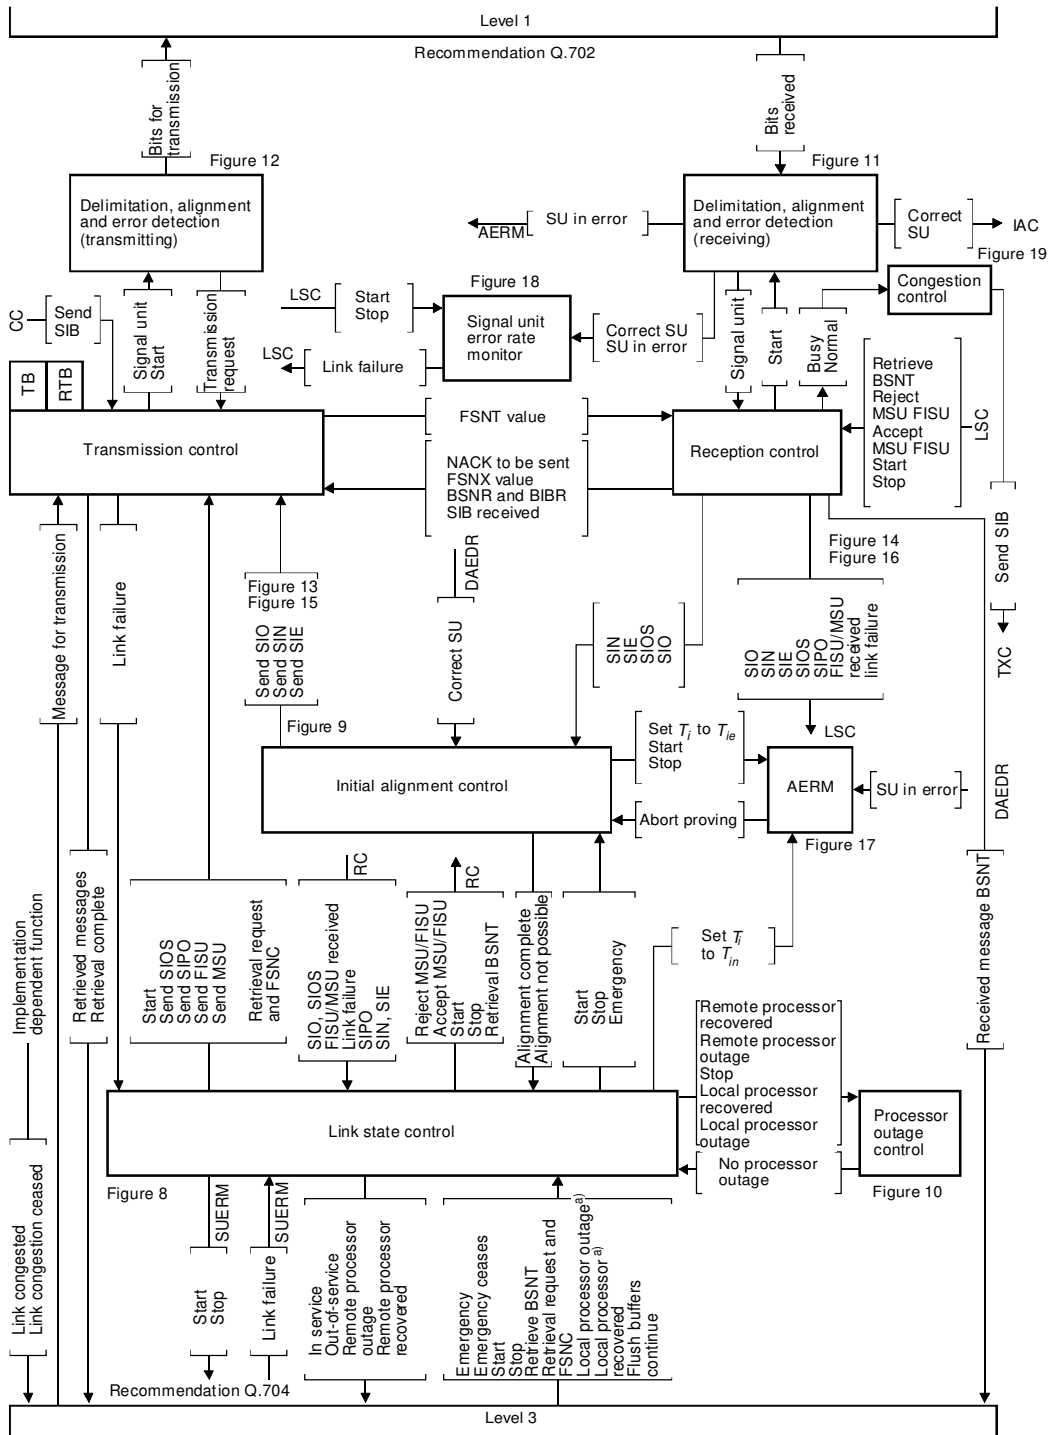 Level 1
Recommendation Q.702
Bits for
transmission
Bits
received
Figure 12
Figure 11
Delimitation, alignment
and error detection
(transmitting)
SU in error
AERM
Delimitation, alignment
and error detection
(receiving)
Correct
SU
IAC
Figure 19
Congestion
control
CC
Send
SIB
Signal unit
Start
Transmission
request
LSC
Start
Stop
Figure 18
Signal unit
error rate
monitor
Correct SU
SU in error
LSC
Link failure
Signal unit
Start
Busy
Normal
Retrieve
BSNT
Reject
MSU FISU
Accept
MSU FISU
Start
Stop
LSC
TB
RTB
Transmission control
FSNT value
Reception control
NACK to be sent
FSNX value
BSNR and BIBR
SIB received
Message for transmission
Link failure
Figure 13
Figure 15
Send SIO
Send SIN
Send SIE
DAEDR
Correct SU
Figure 14
Figure 16
SIN
SIE
SIOS
SIO
SIO
SIN
SIE
SIOS
SIPO
FISU/MSU
received
link failure
LSC
Send SIB
TXC
Figure 9
Initial alignment control
Set Ti to Tie
Start
Stop
AERM
SU in error
DAEDR
Abort proving
Figure 17
Implementation
dependent function
Retrieved messages
Retrieval complete
Start
Send SIOS
Send SIPO
Send FISU
Send MSU
Retrieval request
and FSNC
RC
SIO, SIOS
FISU/MSU received
Link failure
SIPO
SIN, SIE
RC
Reject MSU/FISU
Accept MSU/FISU
Start
Stop
Retrieval BSNT
Alignment complete
Alignment not possible
Start
Stop
Emergency
Set Ti
to Tin
Received message BSNT
Remote processor
recovered
Remote processor
outage
Stop
Local processor
recovered
Local processor
outage
Link state control
Processor
outage
control
No processor
outage
Figure 8
Figure 10
Link congested
Link congestion ceased
SUERM
Start
Stop
SUERM
Link failure
In service
Out-of-service
Remote processor
outage
Remote processor
recovered
Emergency
Emergency ceases
Start
Stop
Retrieve BSNT
Retrieval request and
FSNC
Local processor outage a)
Local processor a)
recovered
Flush buffers
continue
Recommendation Q.704
Level 3